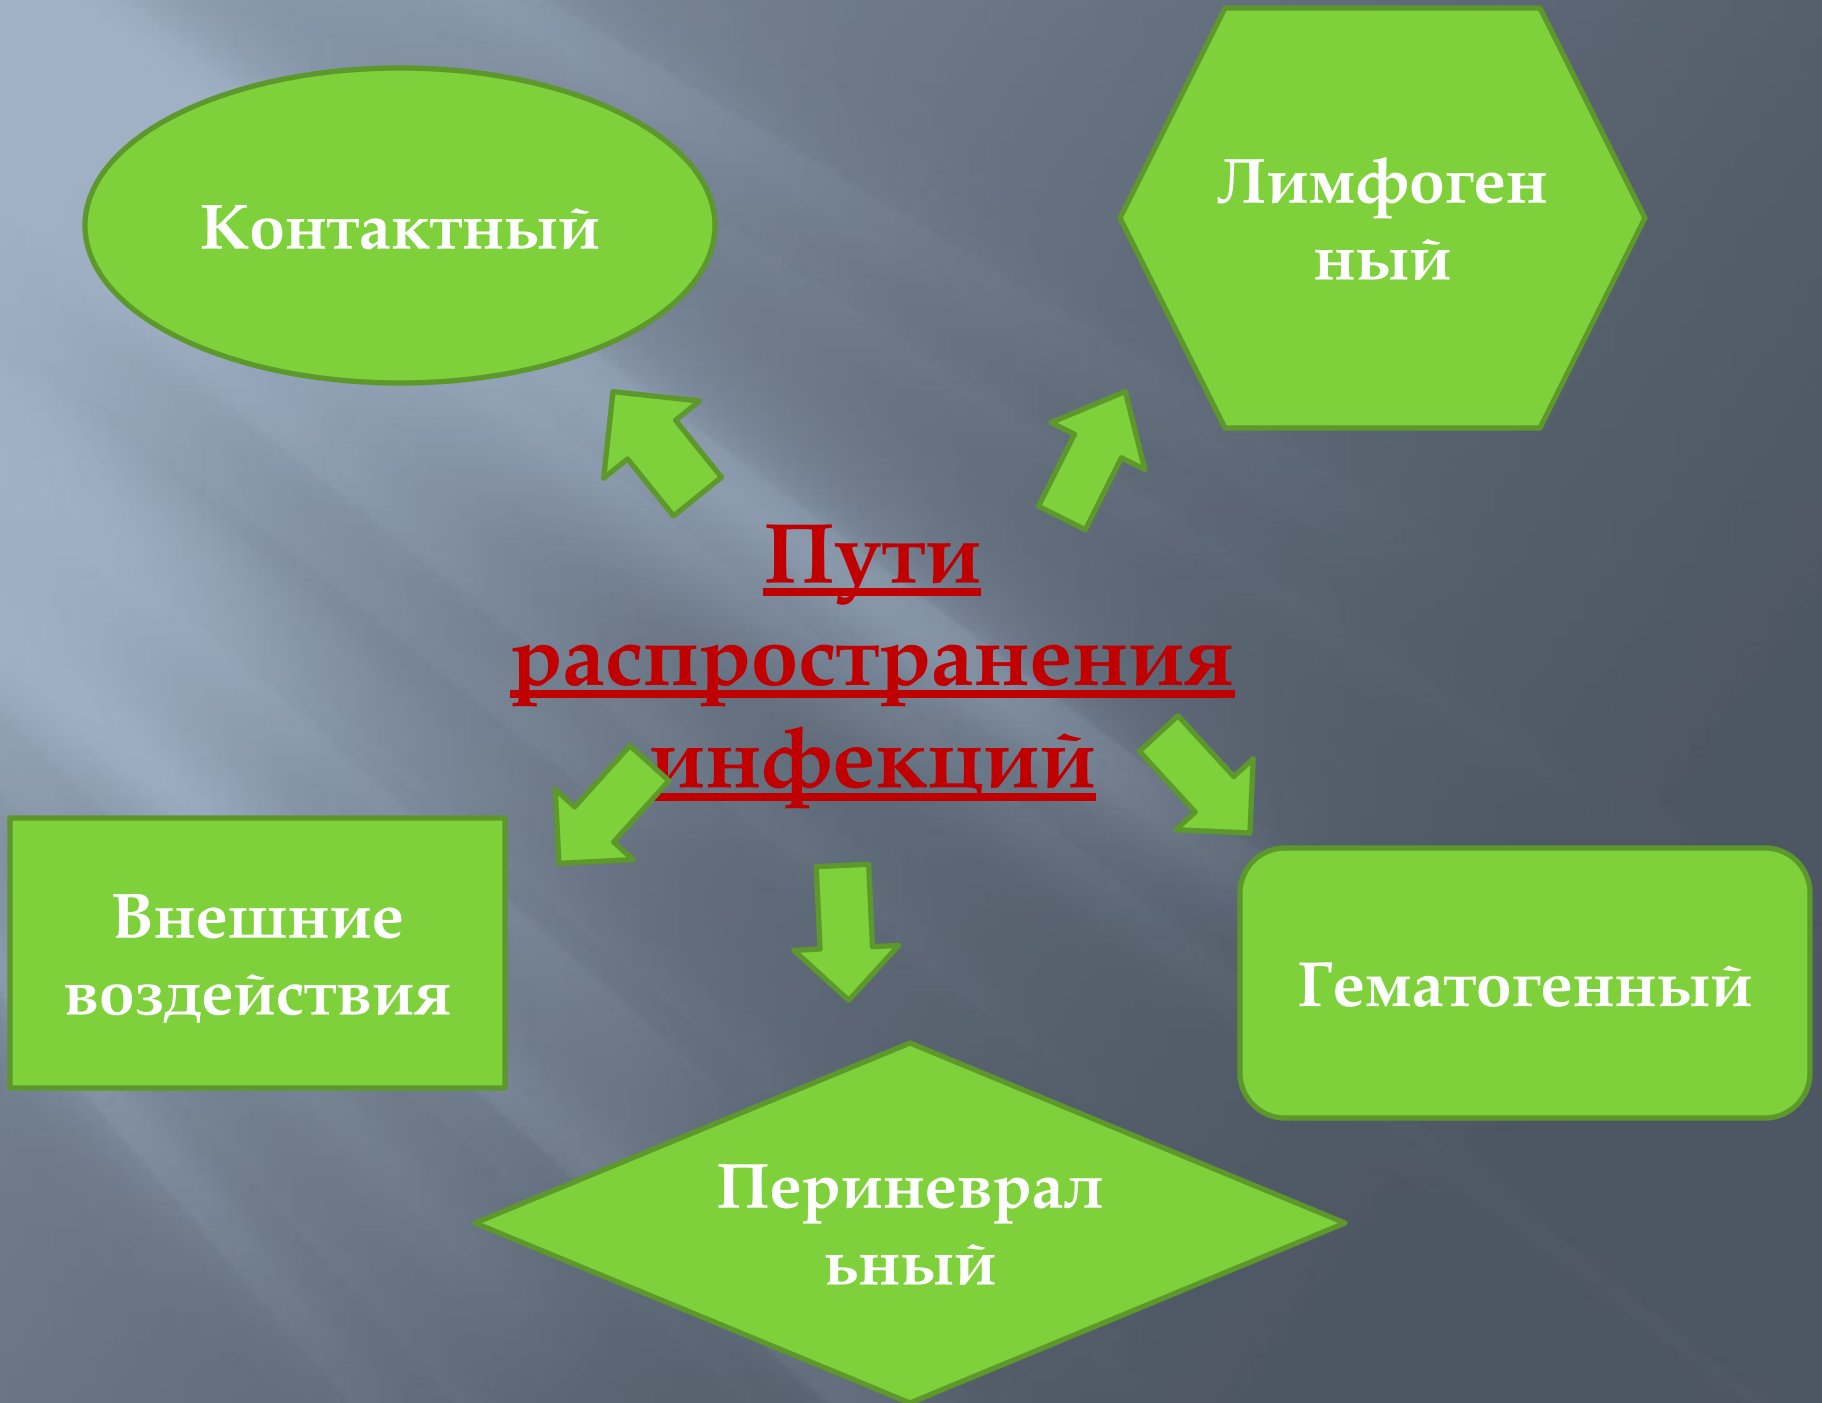 Контактный
Лимфоген
ный
Пути
распространения
инфекций
Внешние
воздействия
Гематогенный
Периневрал
ьный